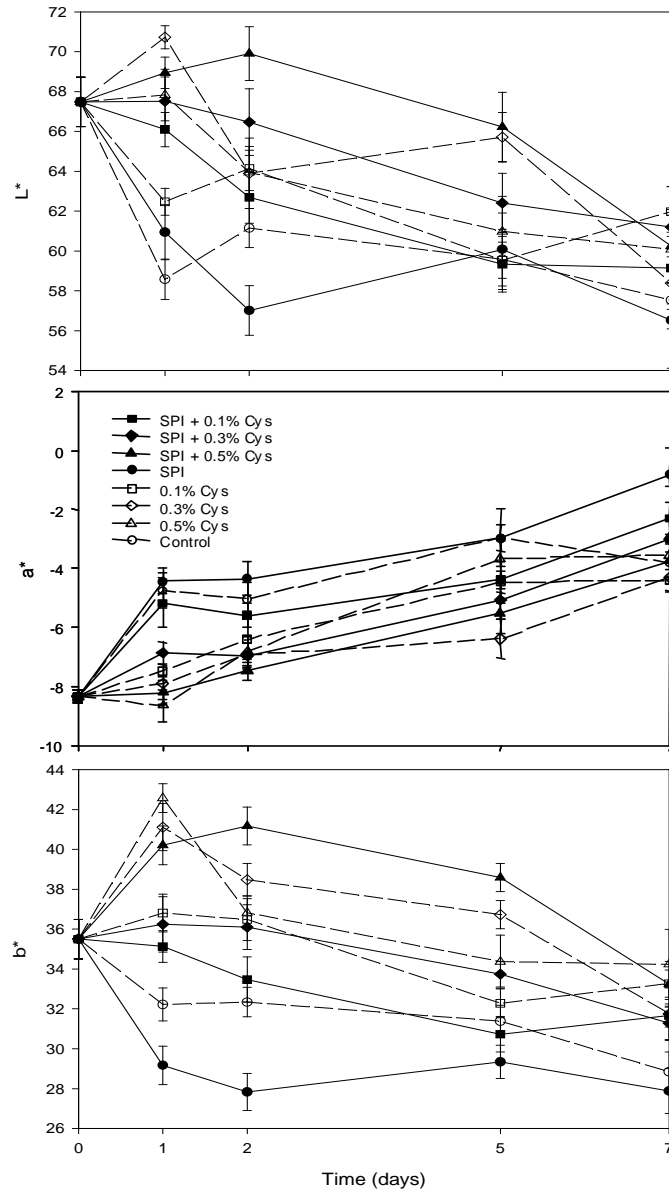 72
70
68
66
64
62
60
58
56
54
L*
2
0
-2
-4
-6
-8
-10
a*
SPI + 0.1% Cys
SPI + 0.3% Cys
SPI + 0.5% Cys
SPI
0.1% Cys
0.3% Cys
0.5% Cys
Control
44
42
40
38
36
34
32
30
28
26
b*
0
1
2
5
7
Time (days)